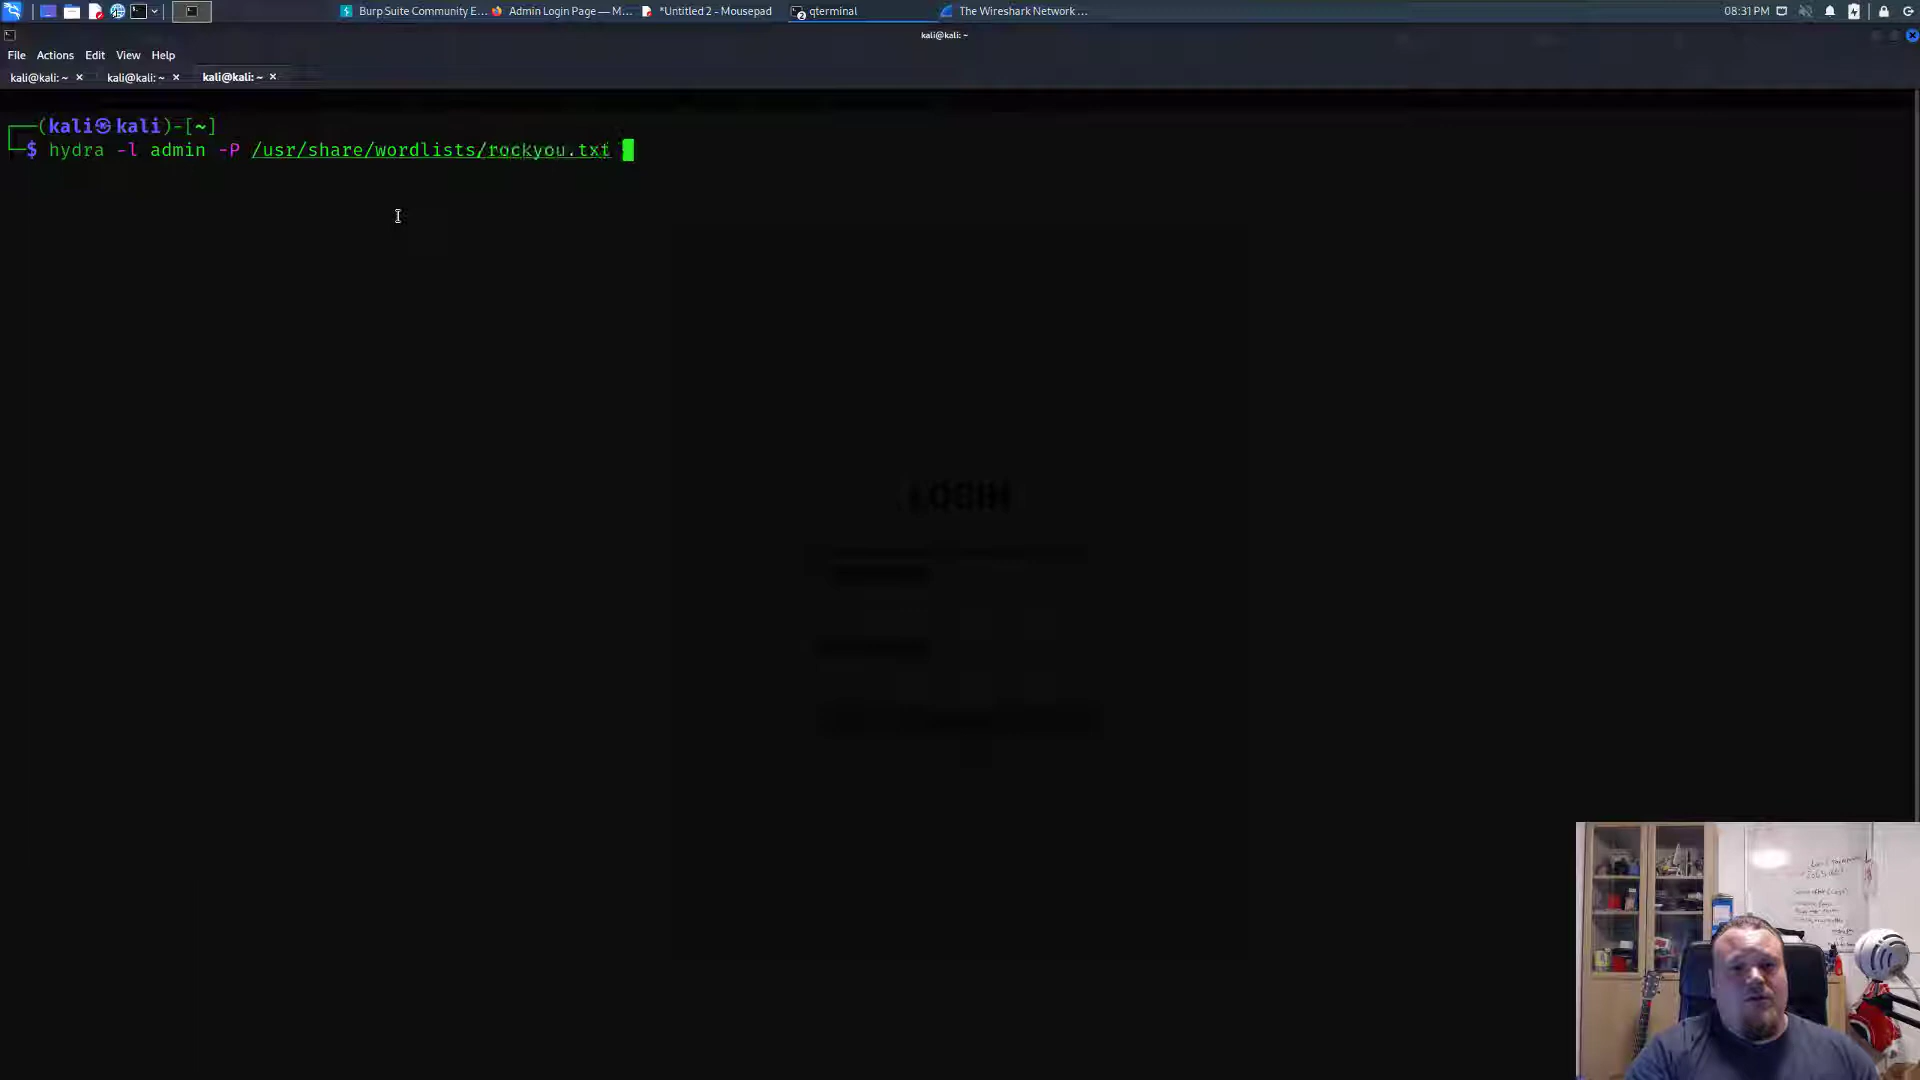 Burp Suite Community E...
Admin Login Page — M...
*Untitled 2 - Mousepad
qterminal
The Wireshark Network ...
08:31 PM
kali@kali: ~
File Actions Edit View Help
kali@kali: ~ × kali@kali: ~ × kali@kali: ~ ×
┌──(kali㉿kali)-[~]
└─$ hydra -l admin -P /usr/share/wordlists/rockyou.txt
LOGIN